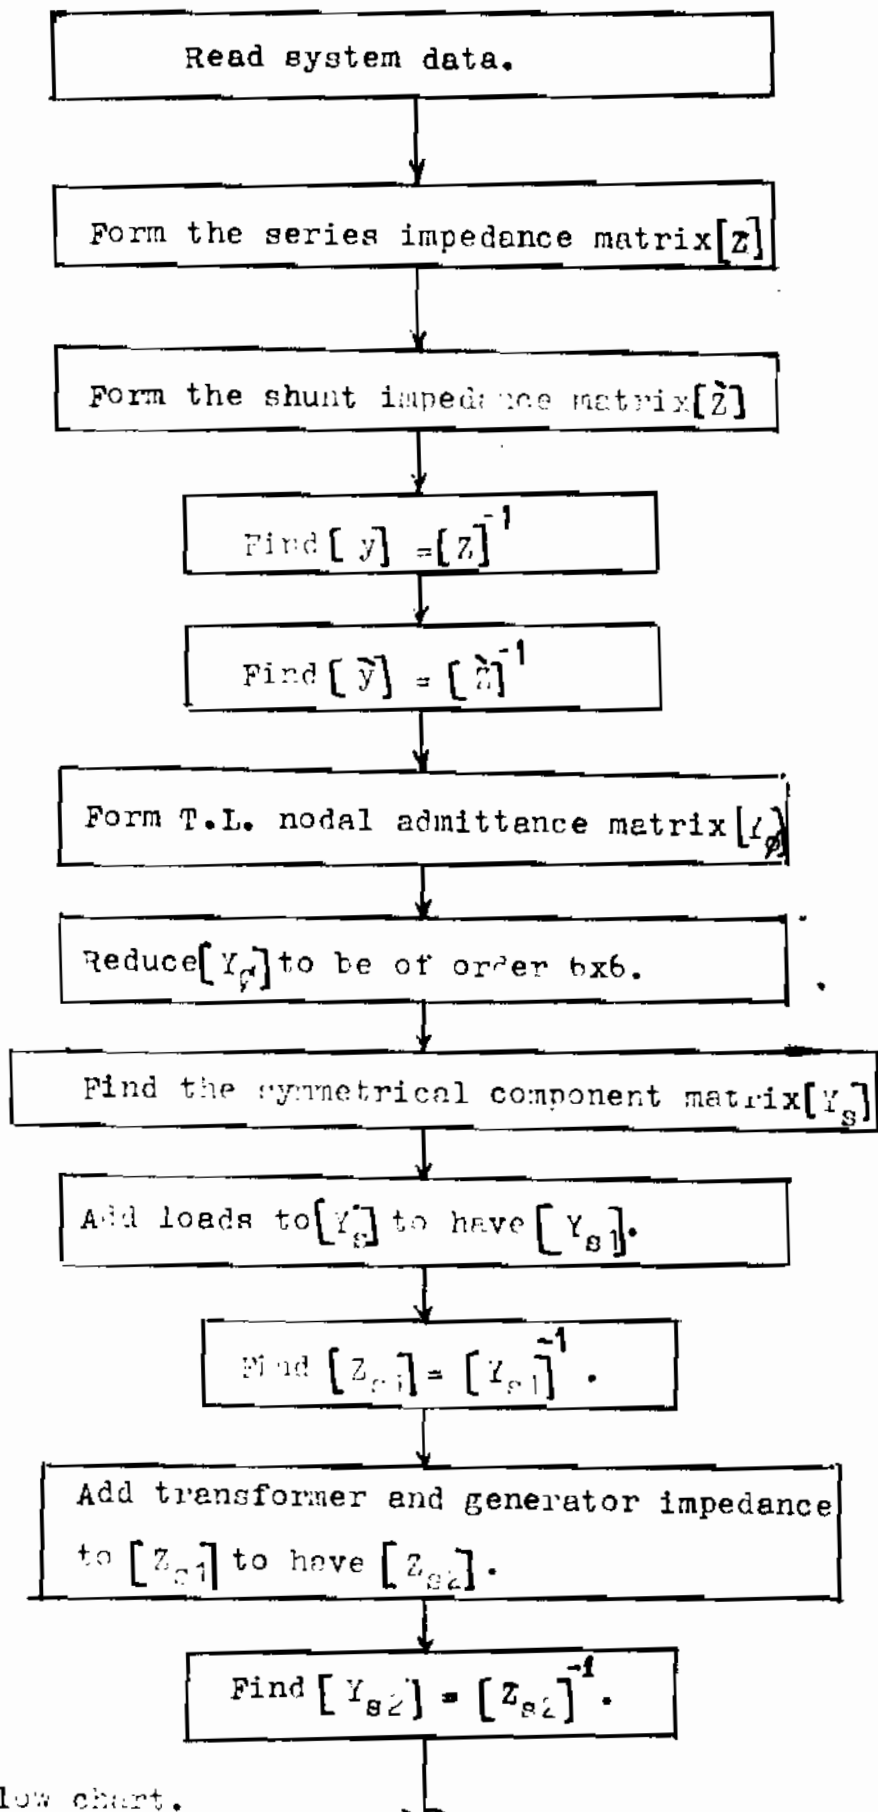 Read system data.
Form the series impedance matrix[Z]
Form the shunt impedance matrix[Z̀]
Find[ y] =[Z]⁻¹
Find[ ỳ] = [Z̀]⁻¹
Form T.L. nodal admittance matrix[Yø]
Reduce[Yø]to be of order 6x6.
Find the symmetrical component matrix[Yₛ]
Add loads to[Yₛ] to have [Yₛ₁].
Find [Zₛ₁]= [Yₛ₁]⁻¹ .
Add transformer and generator impedance
to [Zₛ₁] to have [Zₛ₂].
Find[ Yₛ₂] = [Zₛ₂]⁻¹.
low chart.